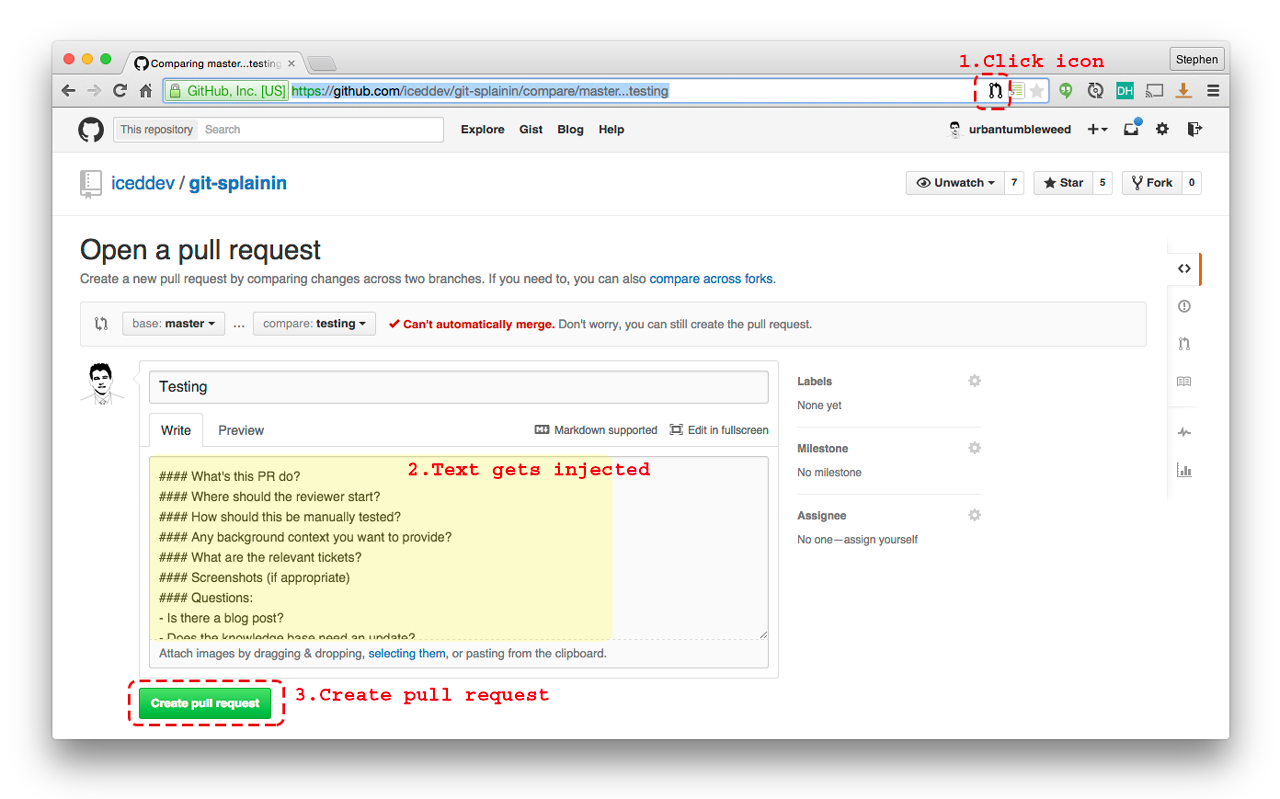 Comparing master...testing
Stephen
1.Click icon
GitHub, Inc. [US] https://github.com/iceddev/git-splainin/compare/master...testing
DH
This repository Search Explore Gist Blog Help urbantumbleweed
iceddev / git-splainin Unwatch 7 Star 5 Fork 0
Open a pull request
Create a new pull request by comparing changes across two branches. If you need to, you can also compare across forks.
base: master ... compare: testing Can't automatically merge. Don't worry, you can still create the pull request.
Testing
Labels
None yet
Write Preview Markdown supported Edit in fullscreen
Milestone
No milestone
2.Text gets injected
#### What's this PR do?
#### Where should the reviewer start?
#### How should this be manually tested?
#### Any background context you want to provide?
#### What are the relevant tickets?
#### Screenshots (if appropriate)
#### Questions:
- Is there a blog post?
- Does the knowledge base need an update?
Assignee
No one—assign yourself
Attach images by dragging & dropping, selecting them, or pasting from the clipboard.
Create pull request
3.Create pull request